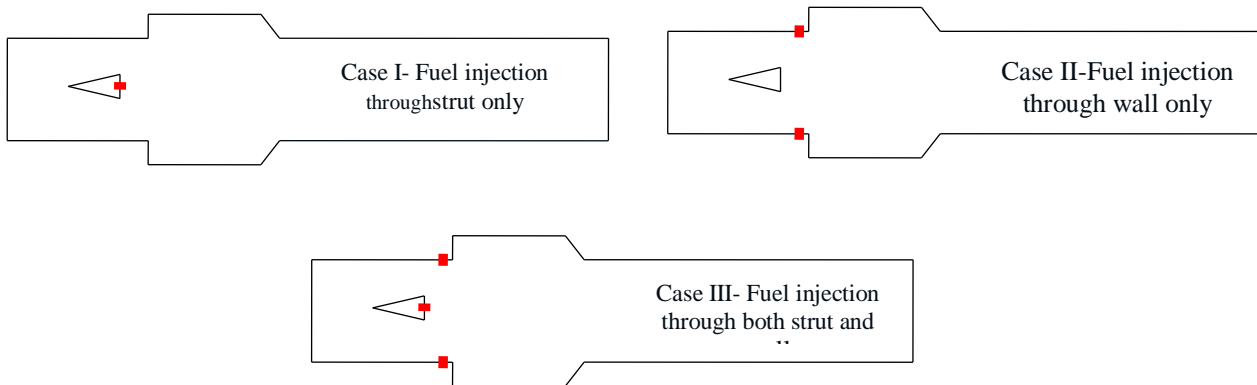 Case I- Fuel injection
throughstrut only
Case II-Fuel injection
through wall only
Case III- Fuel injection
through both strut and